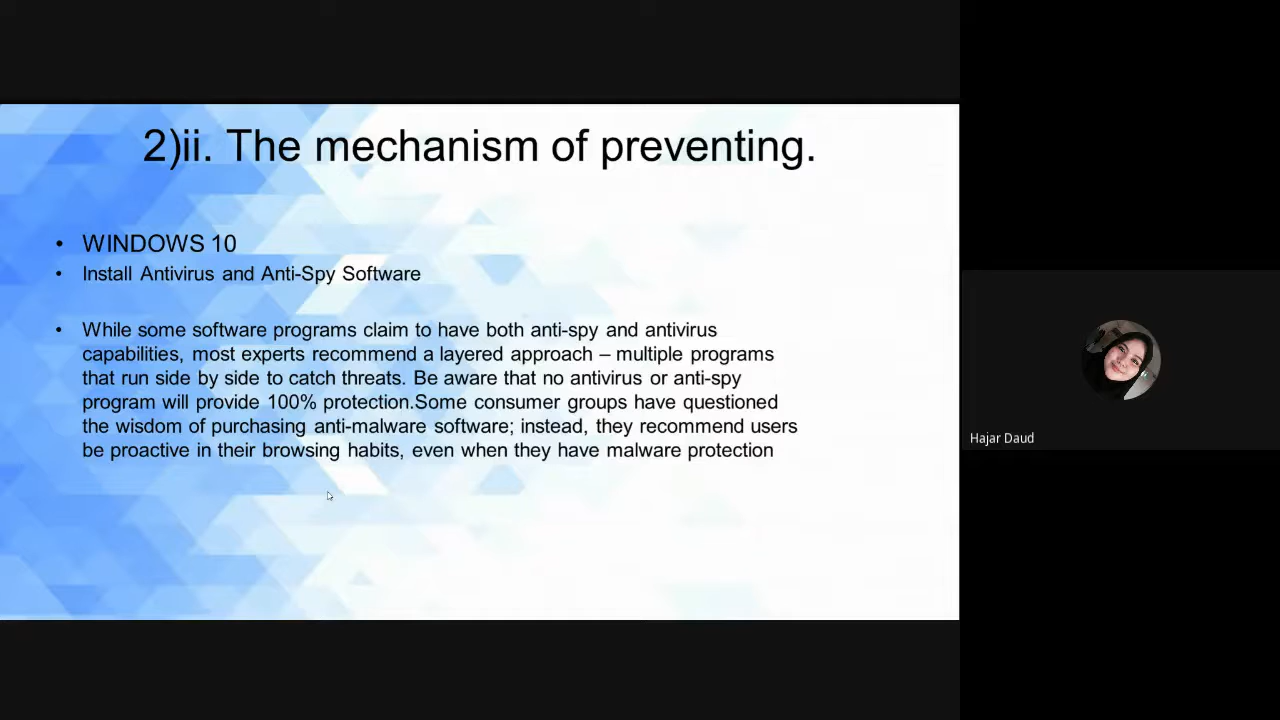 2)ii. The mechanism of preventing.
• WINDOWS 10
• Install Antivirus and Anti-Spy Software
• While some software programs claim to have both anti-spy and antivirus
capabilities, most experts recommend a layered approach – multiple programs
that run side by side to catch threats. Be aware that no antivirus or anti-spy
program will provide 100% protection.Some consumer groups have questioned
the wisdom of purchasing anti-malware software; instead, they recommend users
be proactive in their browsing habits, even when they have malware protection
Hajar Daud